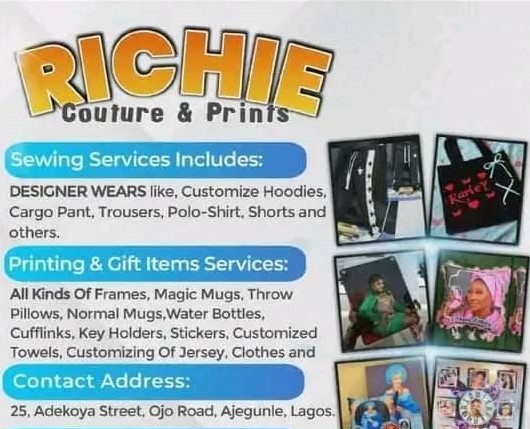 RICHIE
Couture & Prints
Sewing Services Includes:
DESIGNER WEARS like, Customize Hoodies,
Cargo Pant, Trousers, Polo-Shirt, Shorts and
others.
Printing & Gift Items Services:
All Kinds Of Frames, Magic Mugs, Throw
Pillows, Normal Mugs,Water Bottles,
Cufflinks, Key Holders, Stickers, Customized
Towels, Customizing Of Jersey, Clothes and
Contact Address:
25, Adekoya Street, Ojo Road, Ajegunle, Lagos.